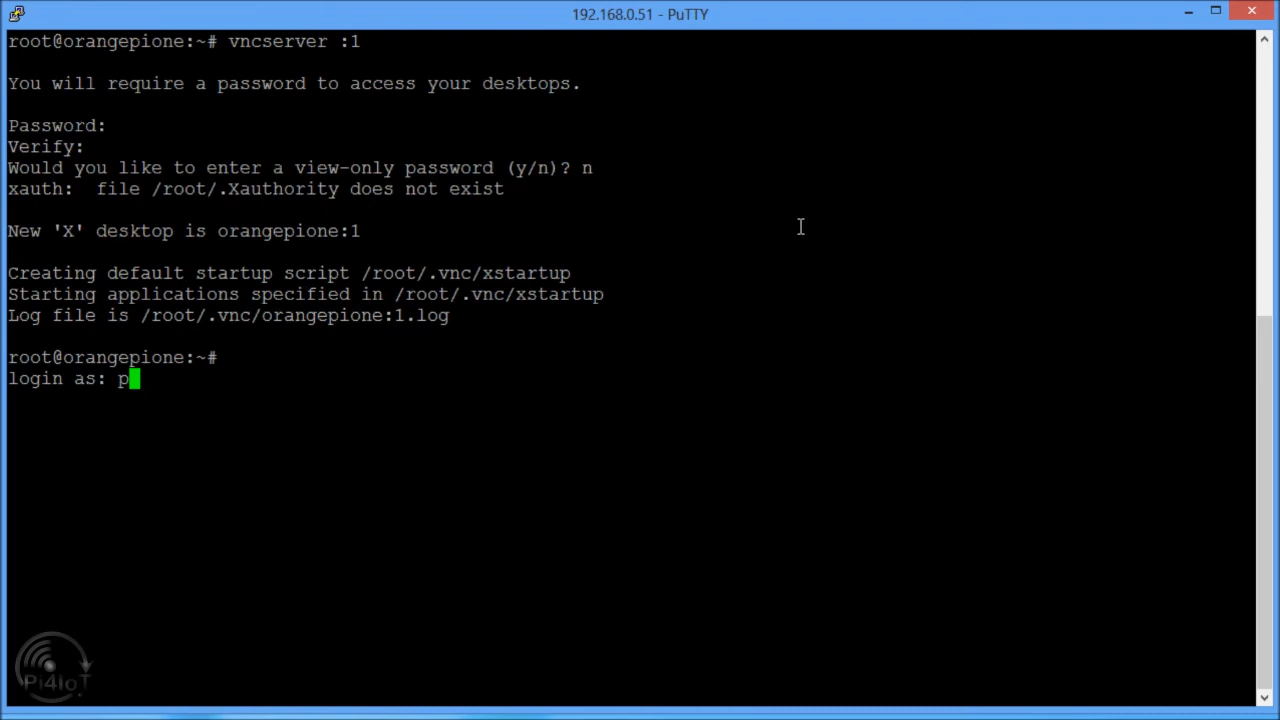 192.168.0.51 - PuTTY
root@orangepione:~# vncserver :1
You will require a password to access your desktops.
Password:
Verify:
Would you like to enter a view-only password (y/n)? n
xauth:  file /root/.Xauthority does not exist
New 'X' desktop is orangepione:1
Creating default startup script /root/.vnc/xstartup
Starting applications specified in /root/.vnc/xstartup
Log file is /root/.vnc/orangepione:1.log
root@orangepione:~#
login as: p
Pi4IoT